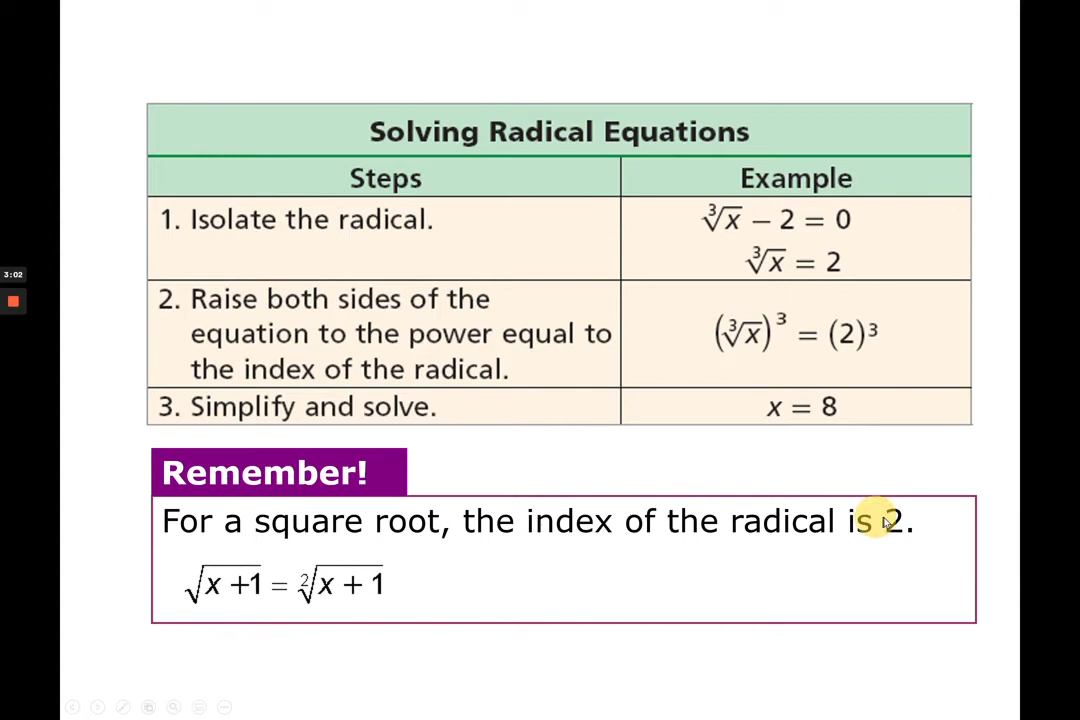 Solving Radical Equations
Steps
Example
1. Isolate the radical.
∛x − 2 = 0
∛x = 2
2. Raise both sides of the
equation to the power equal to
the index of the radical.
(∛x)³ = (2)³
3. Simplify and solve.
x = 8
3:02
Remember!
For a square root, the index of the radical is 2.
√(x +1) = ²√(x + 1)